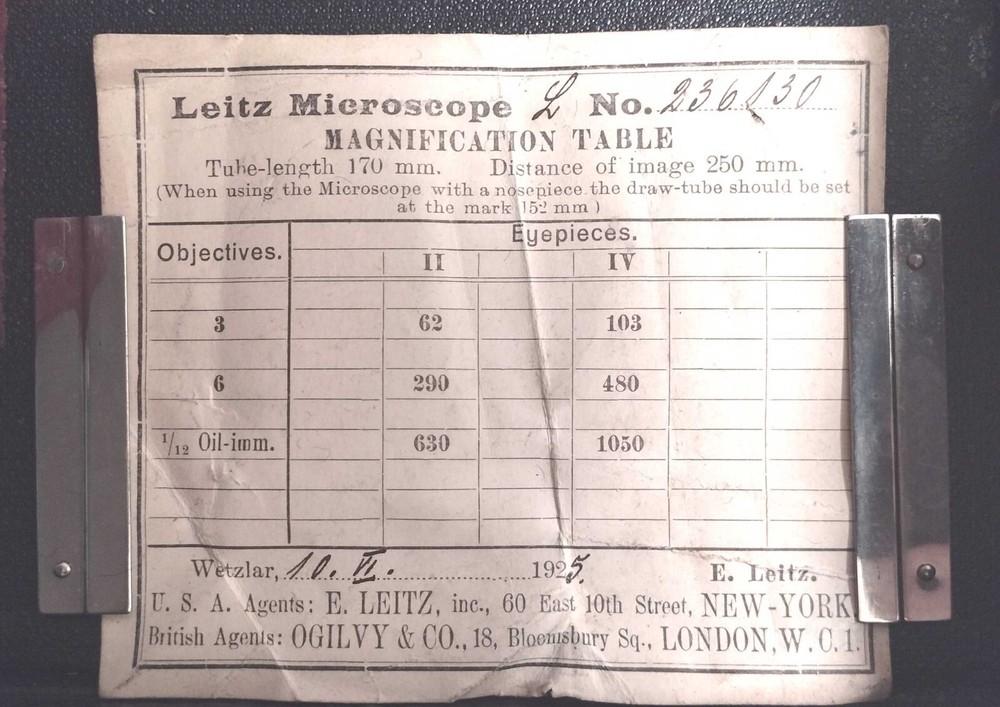 Leitz Microscope L No. 236130
MAGNIFICATION TABLE
Tube-length 170 mm. Distance of image 250 mm.
(When using the Microscope with a nosepiece the draw-tube should be set
at the mark 152 mm)
Objectives. Eyepieces.
II IV
3 62 103
6 290 480
1/12 Oil-imm. 630 1050
Wetzlar, 10. VI. 1925. E. Leitz.
U. S. A. Agents: E. LEITZ, inc., 60 East 10th Street, NEW-YORK
British Agents: OGILVY & CO., 18, Bloomsbury Sq., LONDON, W. C. 1.